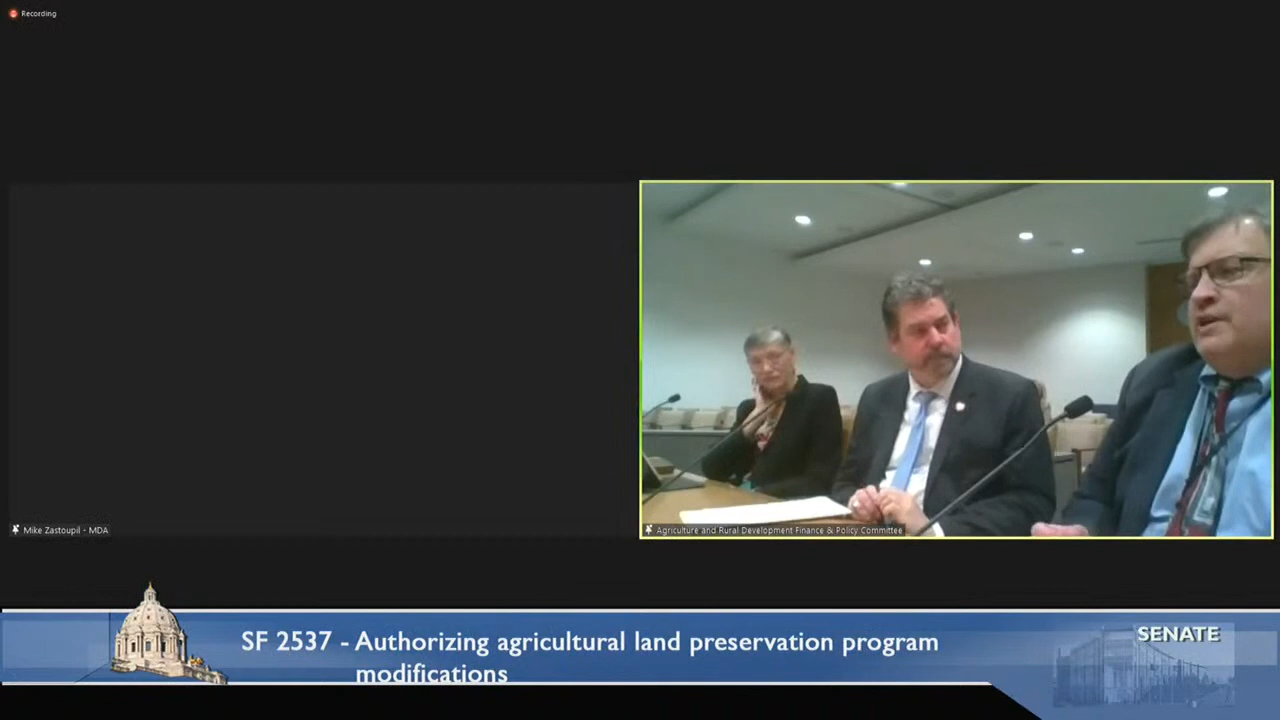 Recording
Mike Zastoupil - MDA
Agriculture and Rural Development Finance & Policy Committee
SF 2537 - Authorizing agricultural land preservation program
modifications
SENATE